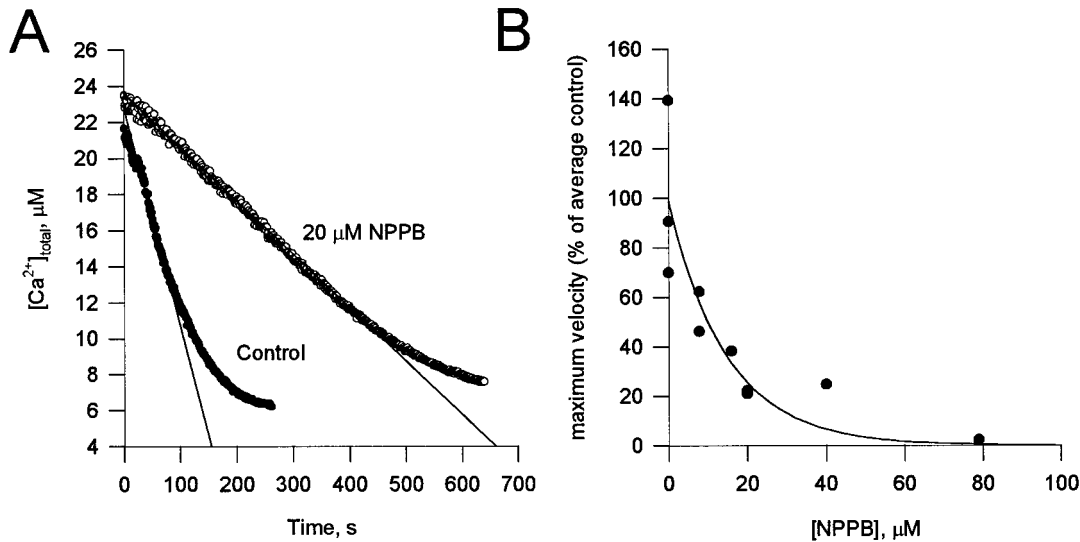 A
26
24
22
20
18
16
14
12
10
8
6
4
[Ca2+]total, µM
20 µM NPPB
Control
0 100 200 300 400 500 600 700
Time, s
B
160
140
120
100
80
60
40
20
0
maximum velocity (% of average control)
0 20 40 60 80 100
[NPPB], µM